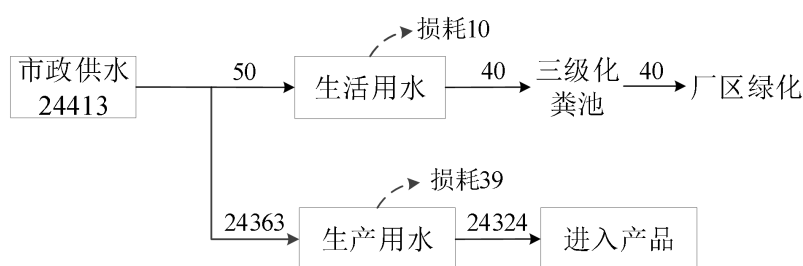 损耗10
市政供水
24413
50
生活用水
40
三级化
粪池
40
厂区绿化
损耗39
24363
生产用水
24324
进入产品